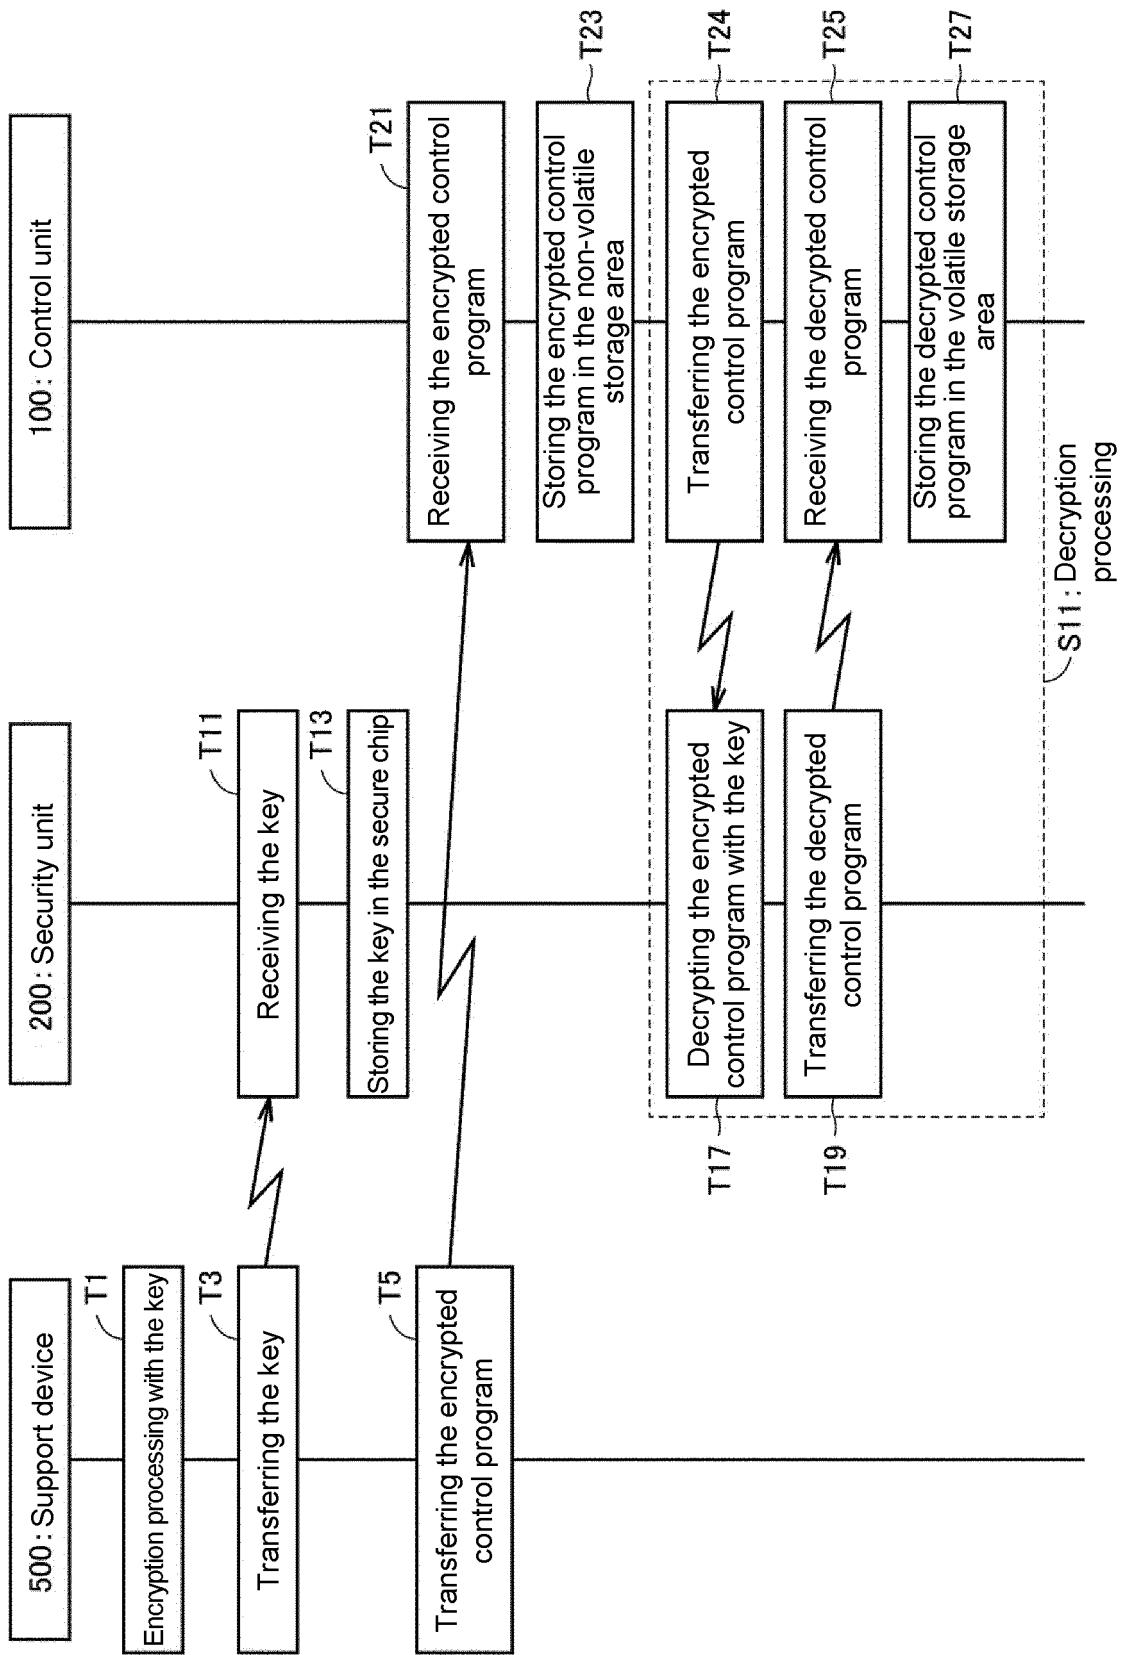 500: Support device
200: Security unit
100: Control unit
T1
Encryption processing with the key
T3
Transferring the key
T11
Receiving the key
T13
Storing the key in the secure chip
T5
Transferring the encrypted
control program
T21
Receiving the encrypted control
program
T23
Storing the encrypted control
program in the non-volatile
storage area
T24
Transferring the encrypted
control program
T17
Decrypting the encrypted
control program with the key
T19
Transferring the decrypted
control program
T25
Receiving the decrypted control
program
T27
Storing the decrypted control
program in the volatile storage
area
S11: Decryption
processing